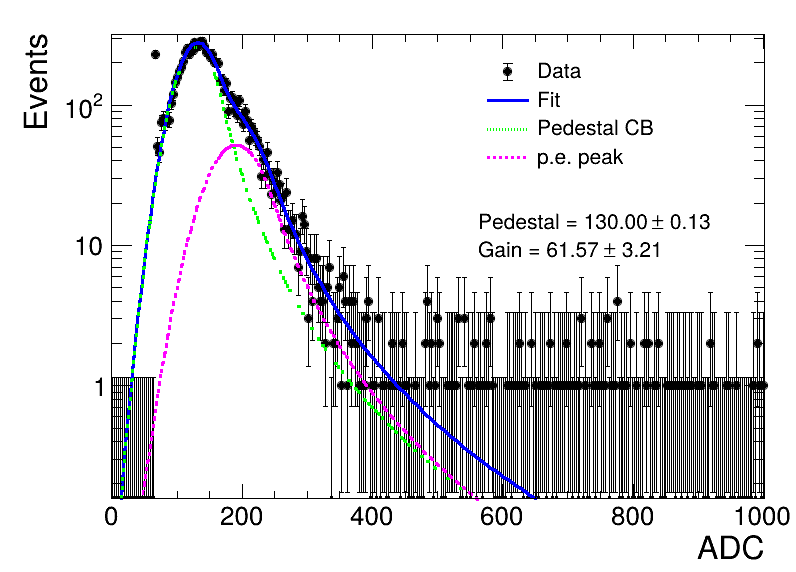 Events
Data
Fit
Pedestal CB
p.e. peak
Pedestal = 130.00 ± 0.13
Gain = 61.57 ± 3.21
10²
10
1
0 200 400 600 800 1000
ADC